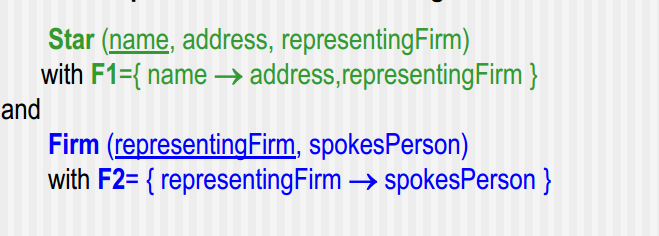 Star (name, address, representingFirm)
with F1={ name → address,representingFirm }
and
Firm (representingFirm, spokesPerson)
with F2= { representingFirm → spokesPerson }